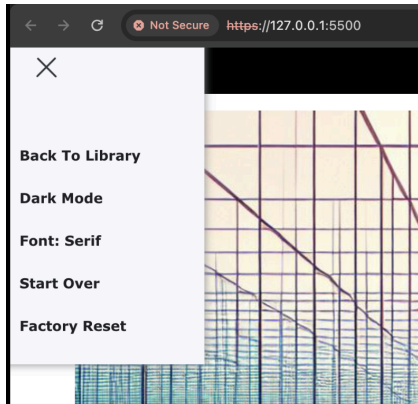 Not Secure https://127.0.0.1:5500
Back To Library
Dark Mode
Font: Serif
Start Over
Factory Reset